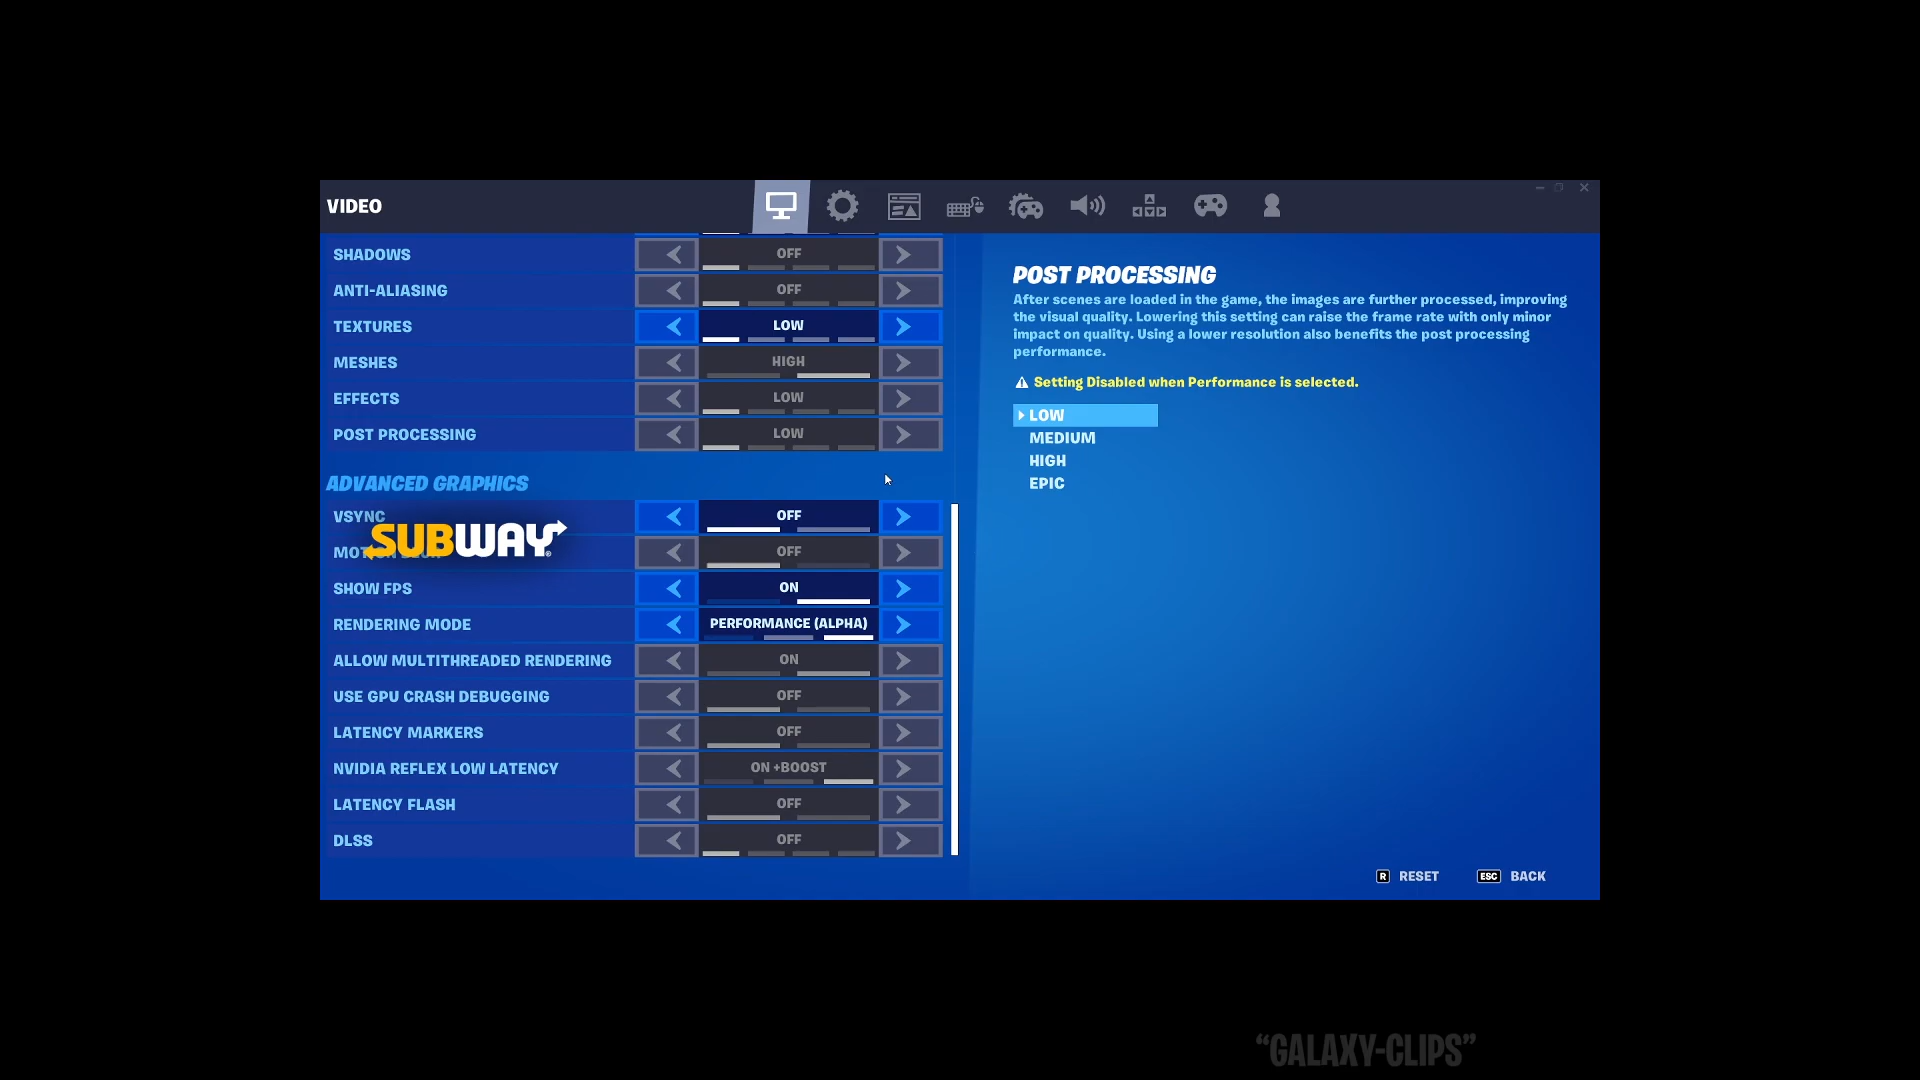 VIDEO
SHADOWS OFF
ANTI-ALIASING OFF
TEXTURES LOW
MESHES HIGH
EFFECTS LOW
POST PROCESSING LOW
ADVANCED GRAPHICS
VSYNC OFF
SUBWAY®
OFF
SHOW FPS ON
RENDERING MODE PERFORMANCE (ALPHA)
ALLOW MULTITHREADED RENDERING ON
USE GPU CRASH DEBUGGING OFF
LATENCY MARKERS OFF
NVIDIA REFLEX LOW LATENCY ON +BOOST
LATENCY FLASH OFF
DLSS OFF
POST PROCESSING
After scenes are loaded in the game, the images are further processed, improving
the visual quality. Lowering this setting can raise the frame rate with only minor
impact on quality. Using a lower resolution also benefits the post processing
performance.
Setting Disabled when Performance is selected.
LOW
MEDIUM
HIGH
EPIC
R RESET ESC BACK
“GALAXY-CLIPS”